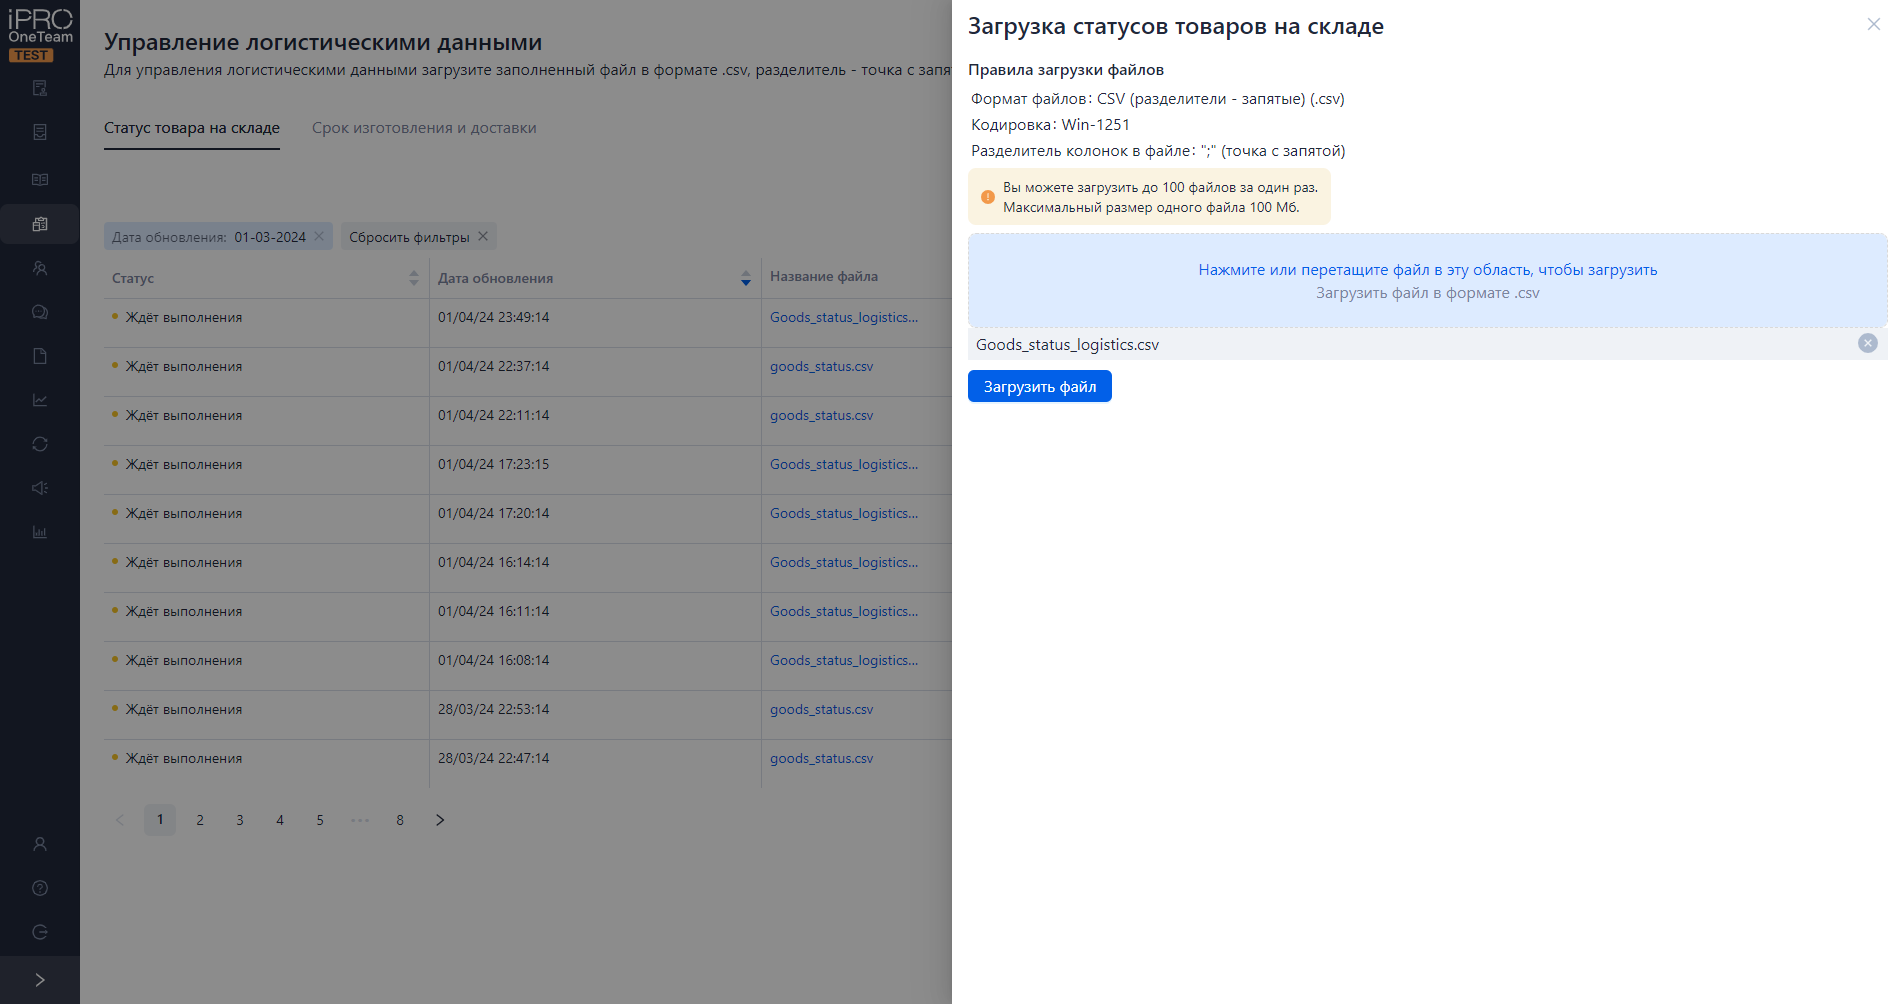 iPRO
OneTeam
TEST
Управление логистическими данными
Для управления логистическими данными загрузите заполненный файл в формате .csv, разделитель - точка с
Статус товара на складе
Срок изготовления и доставки
Дата обновления: 01-03-2024
Сбросить фильтры
Статус Дата обновления Название файла
Ждёт выполнения 01/04/24 23:49:14 Goods_status_logistics...
Ждёт выполнения 01/04/24 22:37:14 goods_status.csv
Ждёт выполнения 01/04/24 22:11:14 goods_status.csv
Ждёт выполнения 01/04/24 17:23:15 Goods_status_logistics...
Ждёт выполнения 01/04/24 17:20:14 Goods_status_logistics...
Ждёт выполнения 01/04/24 16:14:14 Goods_status_logistics...
Ждёт выполнения 01/04/24 16:11:14 Goods_status_logistics...
Ждёт выполнения 01/04/24 16:08:14 Goods_status_logistics...
Ждёт выполнения 28/03/24 22:53:14 goods_status.csv
Ждёт выполнения 28/03/24 22:47:14 goods_status.csv
1 2 3 4 5 ••• 8
Загрузка статусов товаров на складе
Правила загрузки файлов
Формат файлов: CSV (разделители - запятые) (.csv)
Кодировка: Win-1251
Разделитель колонок в файле: ";" (точка с запятой)
Вы можете загрузить до 100 файлов за один раз.
Максимальный размер одного файла 100 Мб.
Нажмите или перетащите файл в эту область, чтобы загрузить
Загрузить файл в формате .csv
Goods_status_logistics.csv
Загрузить файл